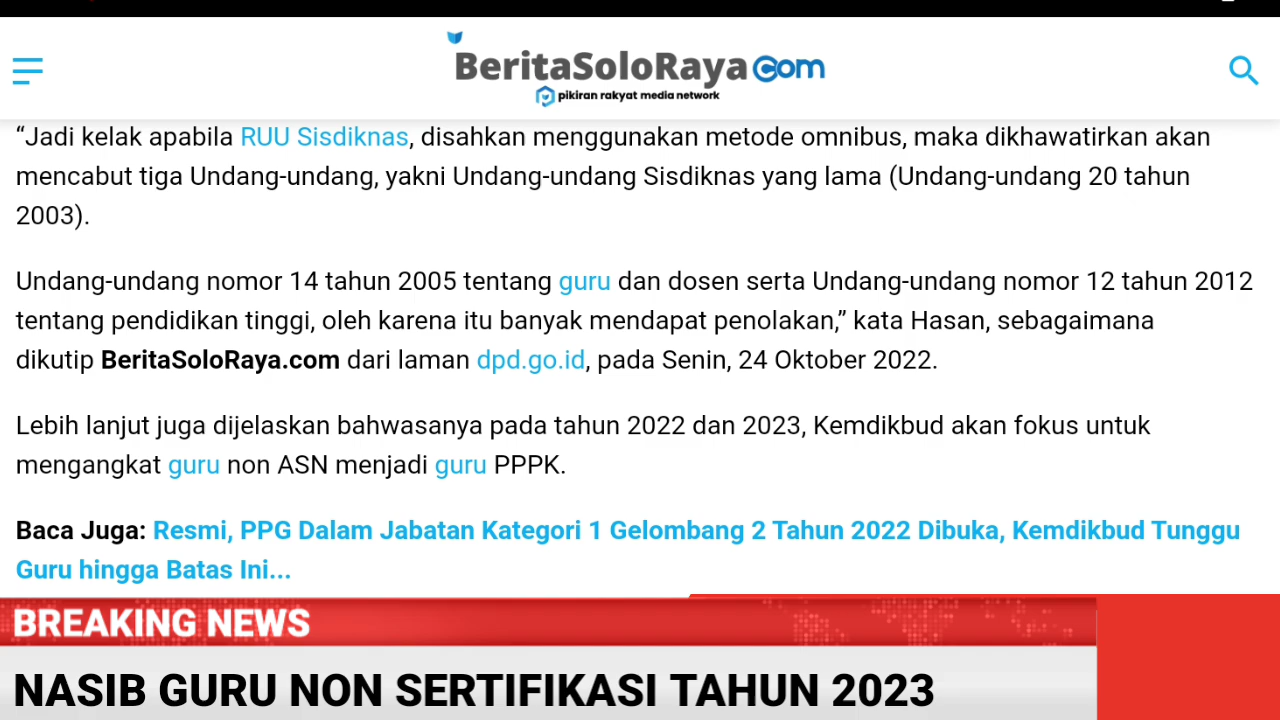 BeritaSoloRaya com
pikiran rakyat media network
“Jadi kelak apabila RUU Sisdiknas, disahkan menggunakan metode omnibus, maka dikhawatirkan akan
mencabut tiga Undang-undang, yakni Undang-undang Sisdiknas yang lama (Undang-undang 20 tahun
2003).
Undang-undang nomor 14 tahun 2005 tentang guru dan dosen serta Undang-undang nomor 12 tahun 2012
tentang pendidikan tinggi, oleh karena itu banyak mendapat penolakan,” kata Hasan, sebagaimana
dikutip BeritaSoloRaya.com dari laman dpd.go.id, pada Senin, 24 Oktober 2022.
Lebih lanjut juga dijelaskan bahwasanya pada tahun 2022 dan 2023, Kemdikbud akan fokus untuk
mengangkat guru non ASN menjadi guru PPPK.
Baca Juga: Resmi, PPG Dalam Jabatan Kategori 1 Gelombang 2 Tahun 2022 Dibuka, Kemdikbud Tunggu
Guru hingga Batas Ini...
BREAKING NEWS
NASIB GURU NON SERTIFIKASI TAHUN 2023